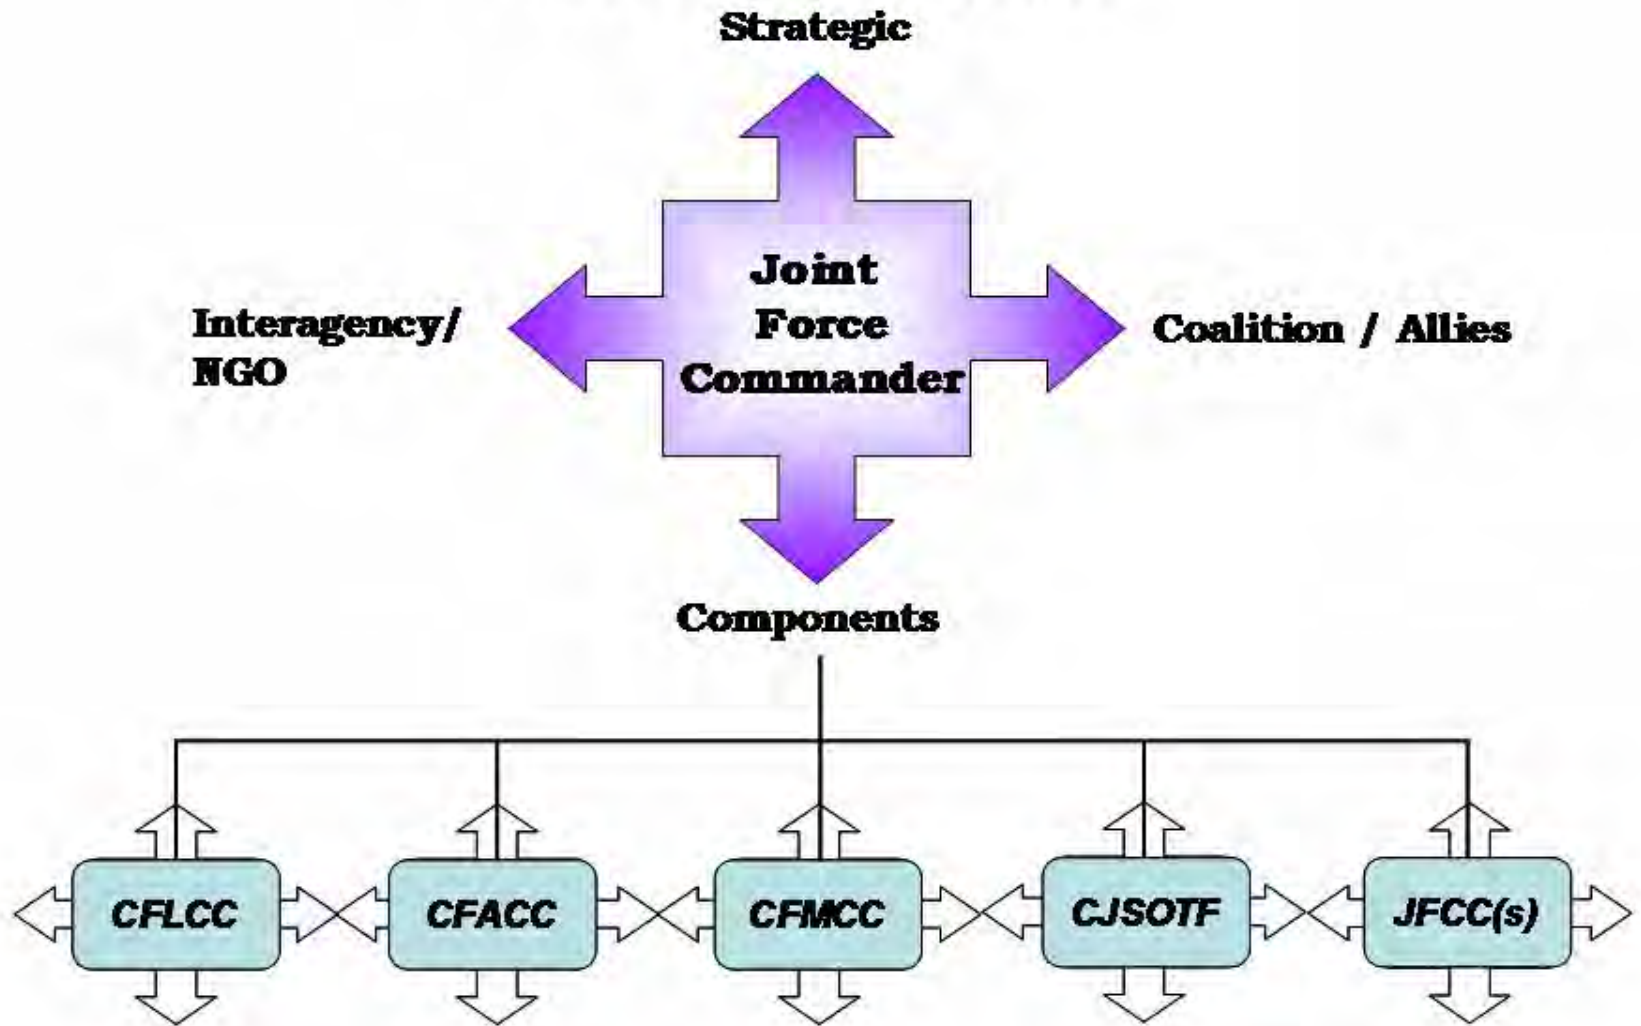 Strategic
Joint
Force
Commander
Interagency/
NGO
Coalition / Allies
Components
CFLCC
CFACC
CFMCC
CJSOTF
JFCC(s)